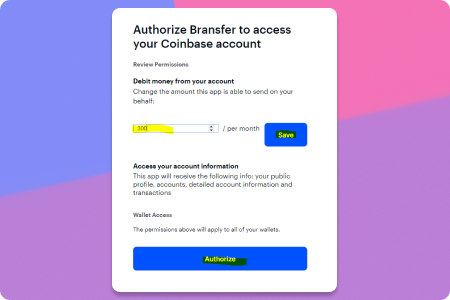 Authorize Bransfer to access
your Coinbase account
Review Permissions
Debit money from your account
Change the amount this app is able to send on your
behalf:
300
/ per month
Save
Access your account information
This app will receive the following info: your public
profile, accounts, detailed account information and
transactions
Wallet Access
The permissions above will apply to all of your wallets.
Authorize